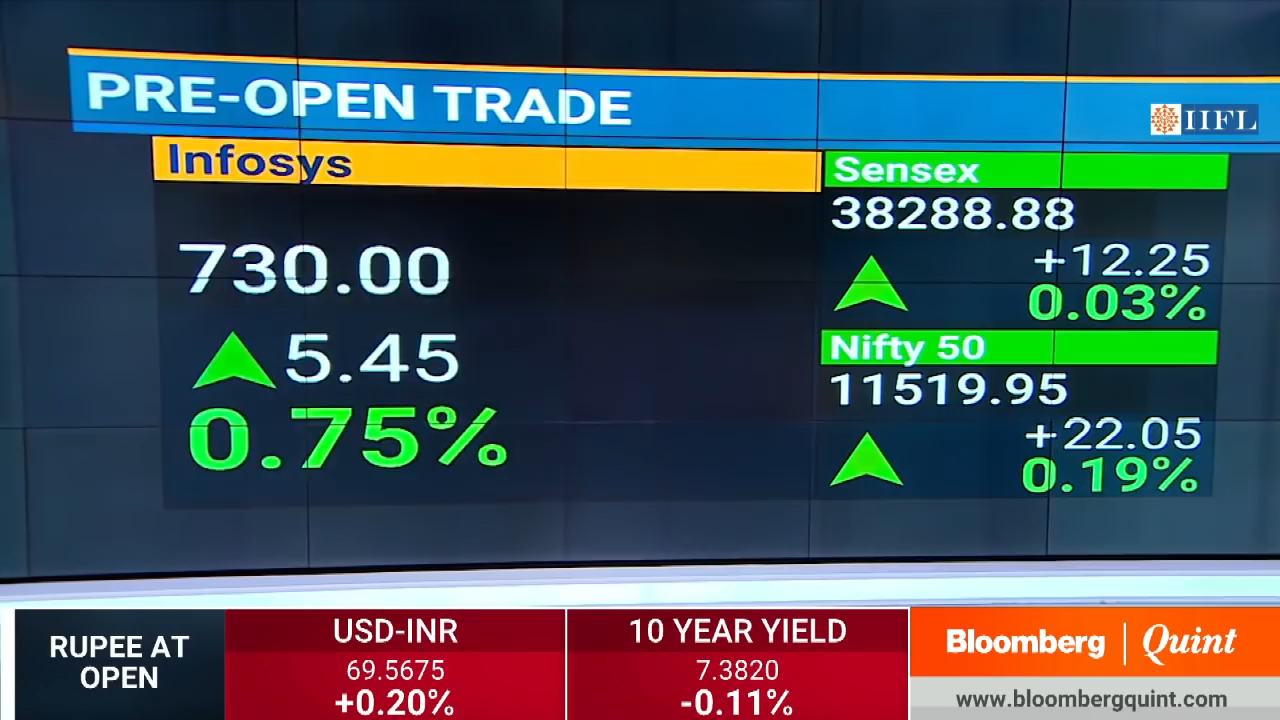 PRE-OPEN TRADE
IIFL
Infosys
730.00
5.45
0.75%
Sensex
38288.88
+12.25
0.03%
Nifty 50
11519.95
+22.05
0.19%
RUPEE AT
OPEN
USD-INR
69.5675
+0.20%
10 YEAR YIELD
7.3820
-0.11%
Bloomberg | Quint
www.bloombergquint.com